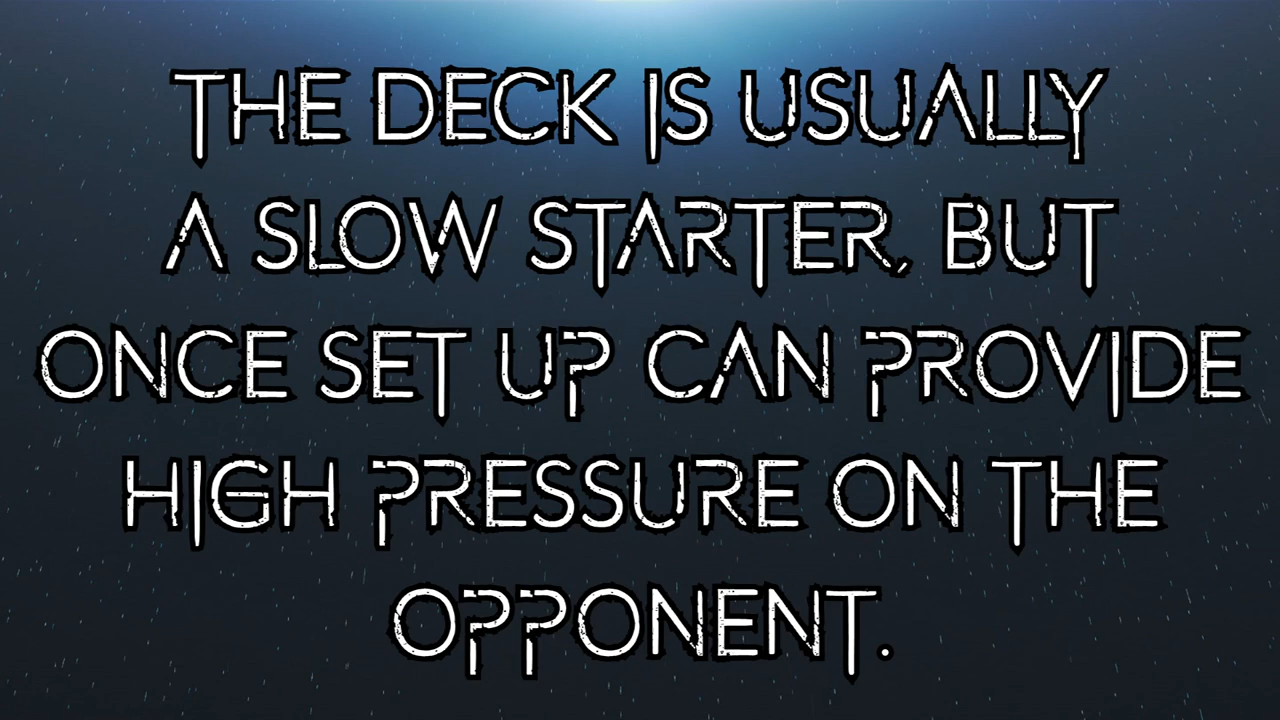 THE DECK IS USUALLY
A SLOW STARTER, BUT
ONCE SET UP CAN PROVIDE
HIGH PRESSURE ON THE
OPPONENT.